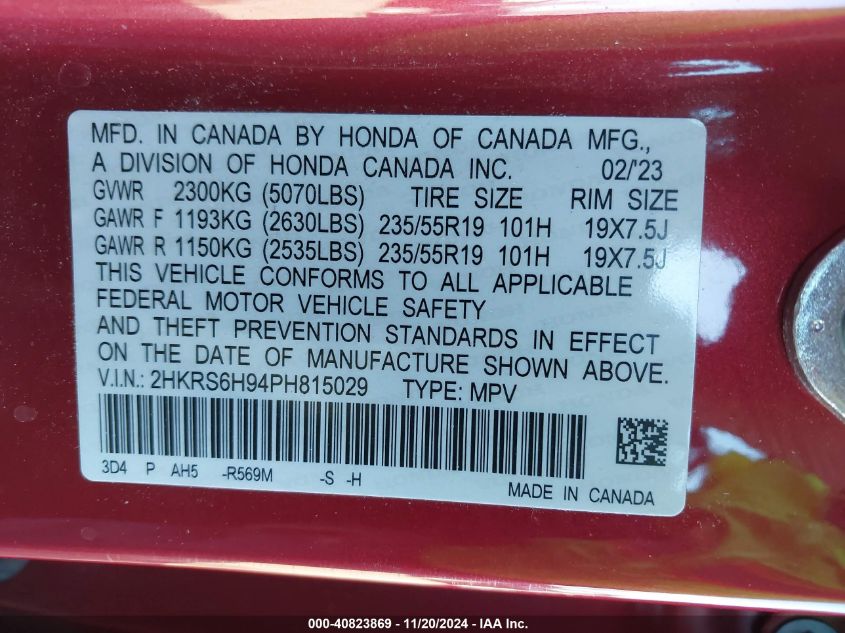 MFD. IN CANADA BY HONDA OF CANADA MFG.,
A DIVISION OF HONDA CANADA INC. 02/'23
GVWR 2300KG (5070LBS) TIRE SIZE RIM SIZE
GAWR F 1193KG (2630LBS) 235/55R19 101H 19X7.5J
GAWR R 1150KG (2535LBS) 235/55R19 101H 19X7.5J
THIS VEHICLE CONFORMS TO ALL APPLICABLE
FEDERAL MOTOR VEHICLE SAFETY
AND THEFT PREVENTION STANDARDS IN EFFECT
ON THE DATE OF MANUFACTURE SHOWN ABOVE.
V.I.N.: 2HKRS6H94PH815029 TYPE: MPV
3D4 P AH5 -R569M -S -H
MADE IN CANADA
000-40823869 - 11/20/2024 - IAA Inc.